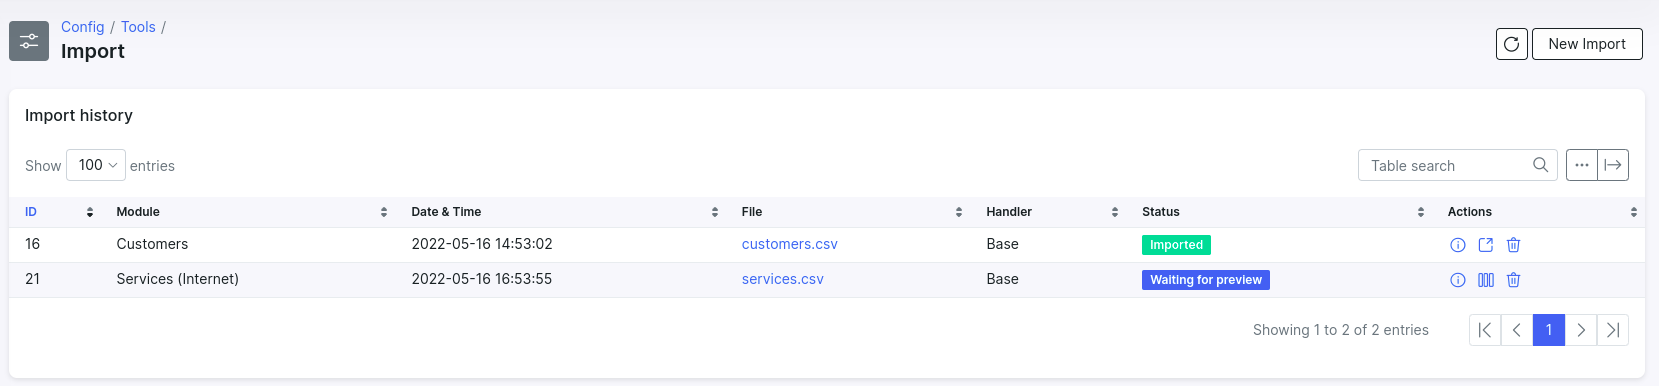 Config / Tools /
Import
New Import
Import history
Show 100 entries
Table search
ID Module Date & Time File Handler Status Actions
16 Customers 2022-05-16 14:53:02 customers.csv Base Imported
21 Services (Internet) 2022-05-16 16:53:55 services.csv Base Waiting for preview
Showing 1 to 2 of 2 entries 1